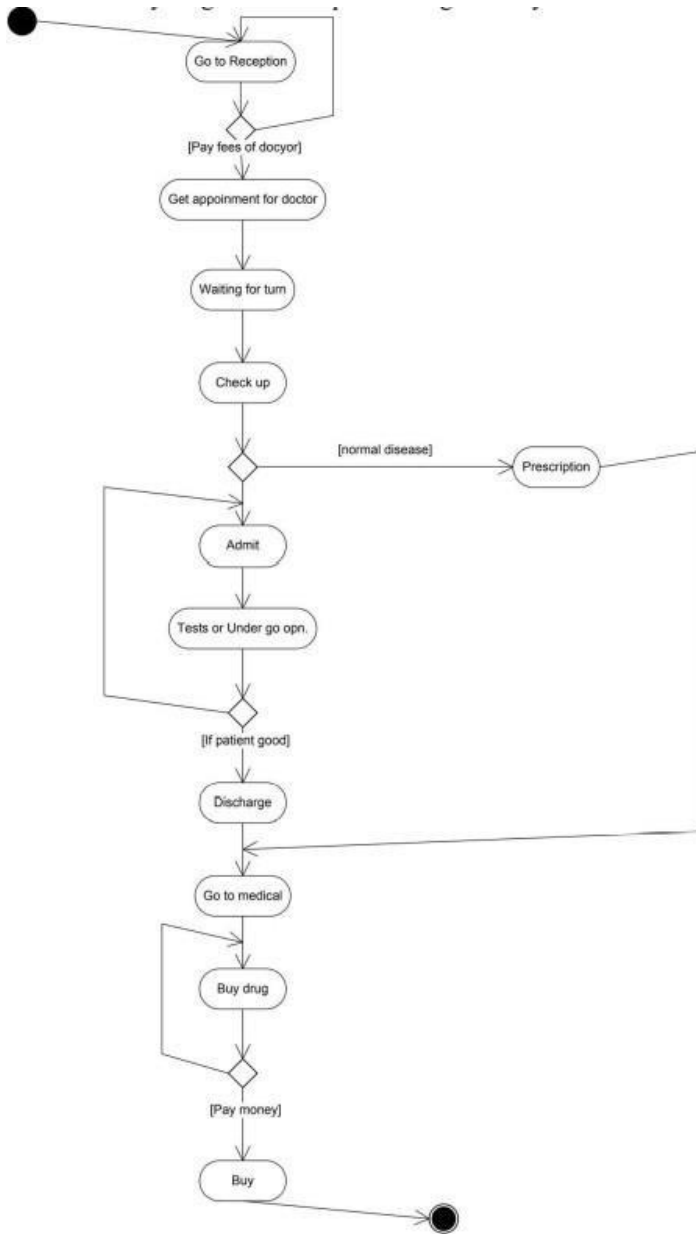 Go to Reception
[Pay fees of docyor]
Get appoinment for doctor
Waiting for turn
Check up
[normal disease]
Prescription
Admit
Tests or Under go opn.
[If patient good]
Discharge
Go to medical
Buy drug
[Pay money]
Buy